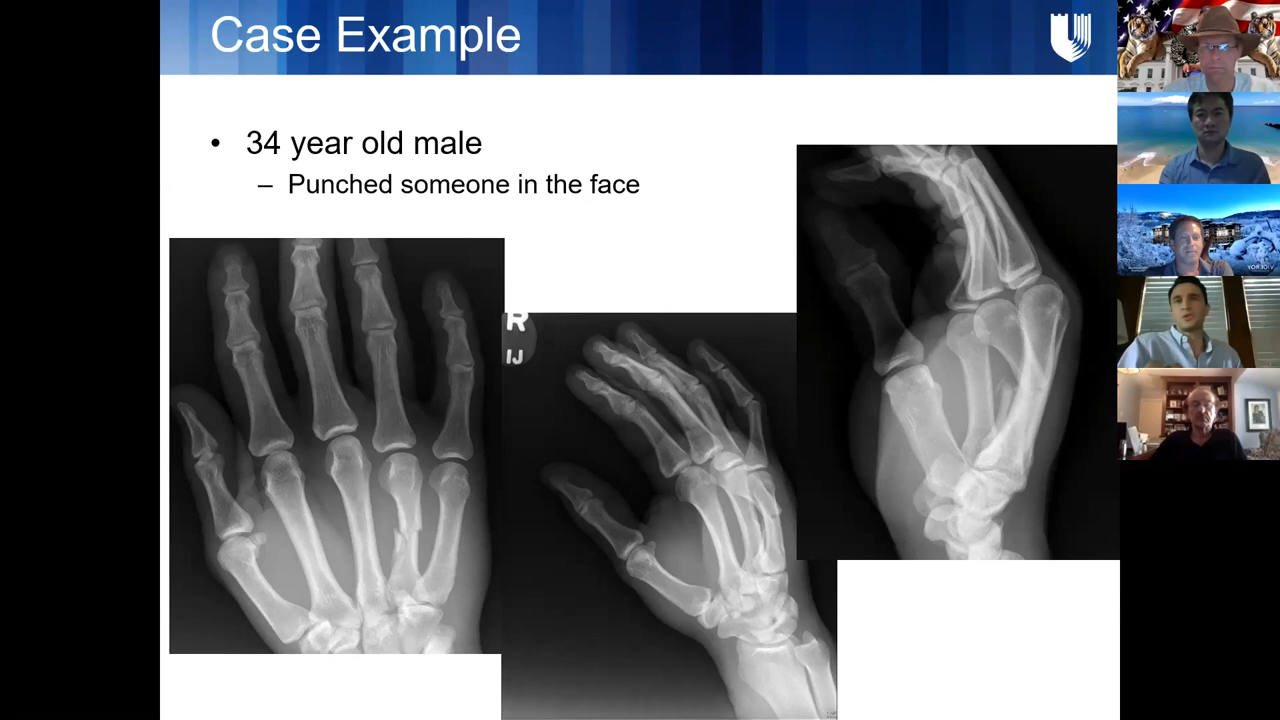 Case Example
• 34 year old male
– Punched someone in the face
R
IJ